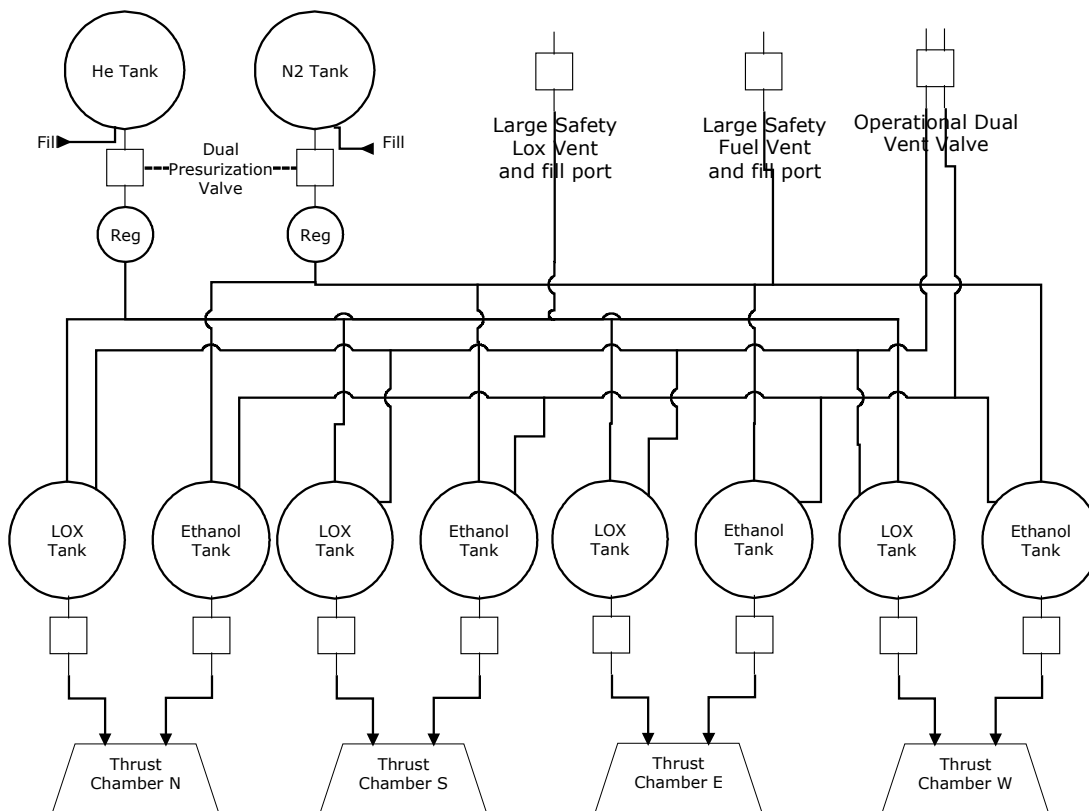 He Tank
N2 Tank
Fill
Fill
Dual
Presurization
Valve
Large Safety
Lox Vent
and fill port
Large Safety
Fuel Vent
and fill port
Operational Dual
Vent Valve
Reg
Reg
LOX
Tank
Ethanol
Tank
LOX
Tank
Ethanol
Tank
LOX
Tank
Ethanol
Tank
LOX
Tank
Ethanol
Tank
Thrust
Chamber N
Thrust
Chamber S
Thrust
Chamber E
Thrust
Chamber W